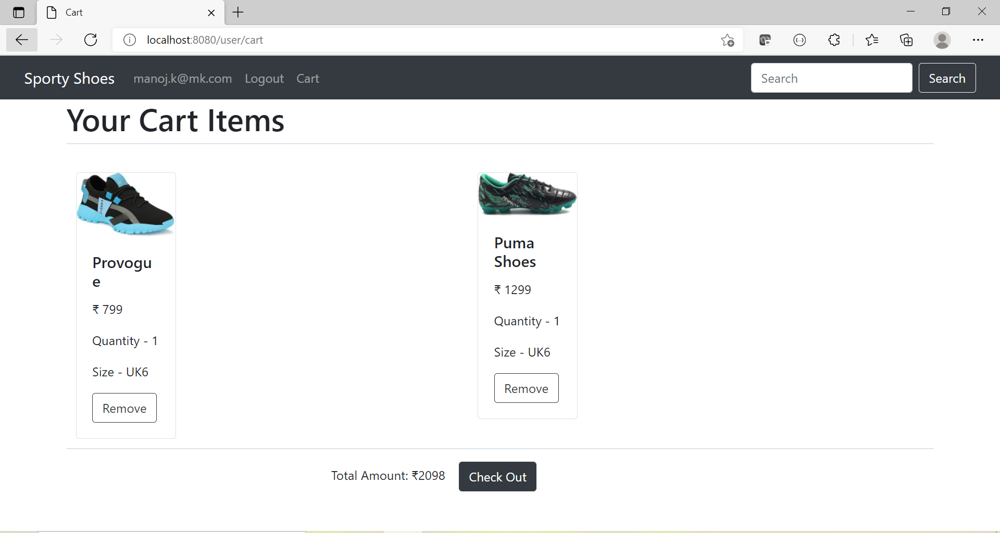 Cart
localhost:8080/user/cart
Sporty Shoes manoj.k@mk.com Logout Cart Search Search
Your Cart Items
Provogu
e
₹ 799
Quantity - 1
Size - UK6
Remove
PERFECT
Puma
Shoes
₹ 1299
Quantity - 1
Size - UK6
Remove
Total Amount: ₹2098 Check Out